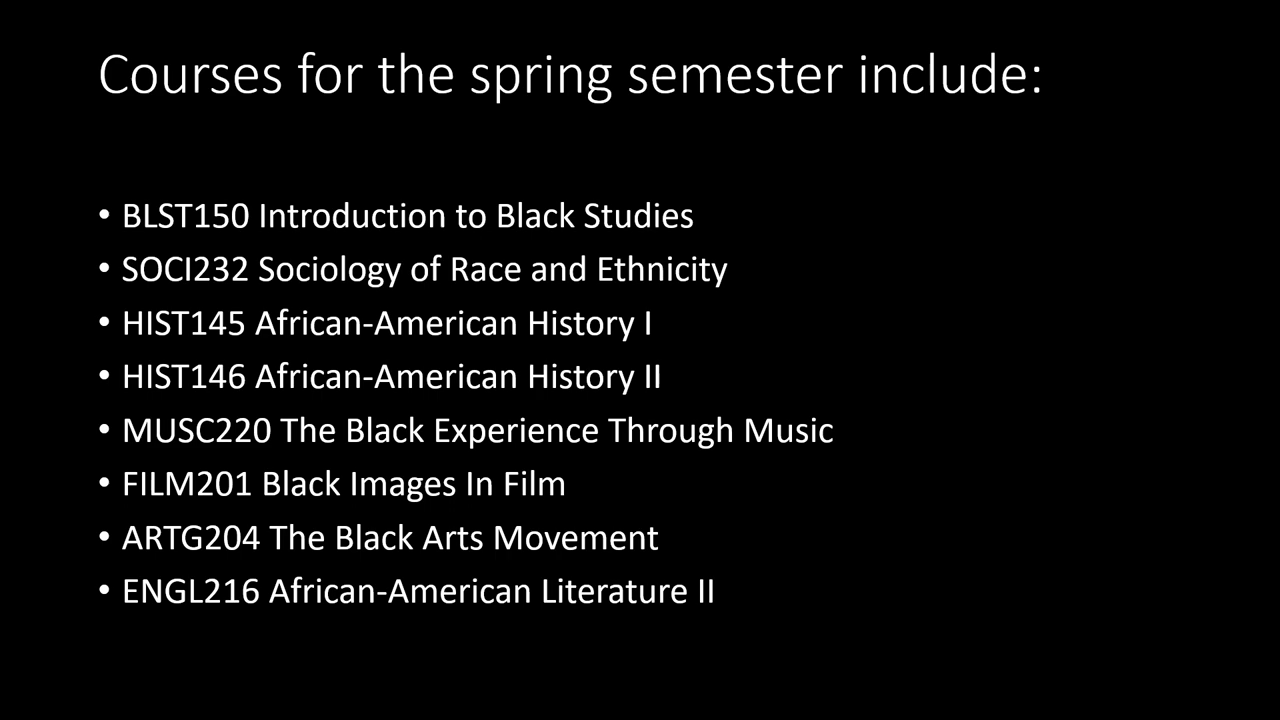 Courses for the spring semester include:
• BLST150 Introduction to Black Studies
• SOCI232 Sociology of Race and Ethnicity
• HIST145 African-American History I
• HIST146 African-American History II
• MUSC220 The Black Experience Through Music
• FILM201 Black Images In Film
• ARTG204 The Black Arts Movement
• ENGL216 African-American Literature II